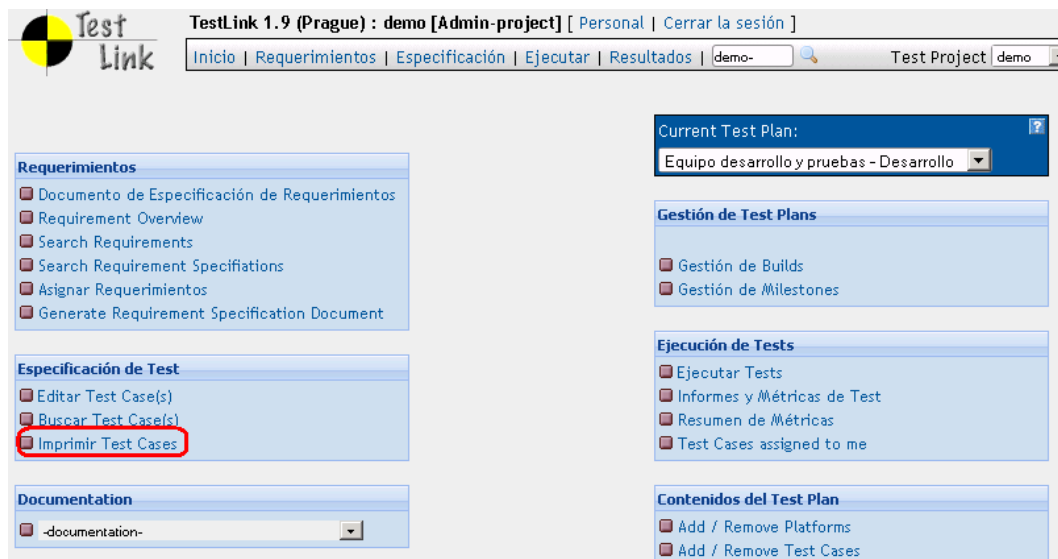 Test Link
TestLink 1.9 (Prague) : demo [Admin-project] [ Personal | Cerrar la sesión ]
Inicio | Requerimientos | Especificación | Ejecutar | Resultados | demo- Test Project demo
Current Test Plan: ?
Equipo desarrollo y pruebas - Desarrollo
Requerimientos
Documento de Especificación de Requerimientos
Requirement Overview
Search Requirements
Search Requirement Specifiations
Asignar Requerimientos
Generate Requirement Specification Document
Especificación de Test
Editar Test Case(s)
Buscar Test Case(s)
Imprimir Test Cases
Documentation
-documentation-
Gestión de Test Plans
Gestión de Builds
Gestión de Milestones
Ejecución de Tests
Ejecutar Tests
Informes y Métricas de Test
Resumen de Métricas
Test Cases assigned to me
Contenidos del Test Plan
Add / Remove Platforms
Add / Remove Test Cases